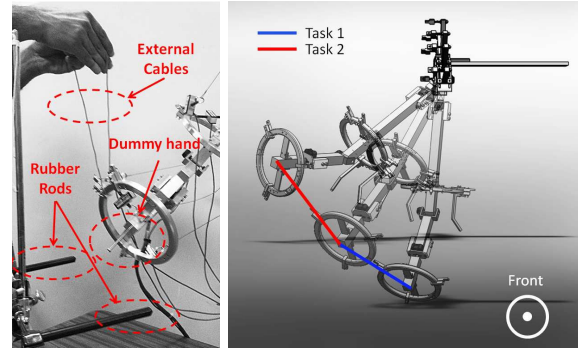 External
Cables
Dummy hand
Rubber
Rods
Task 1
Task 2
Front